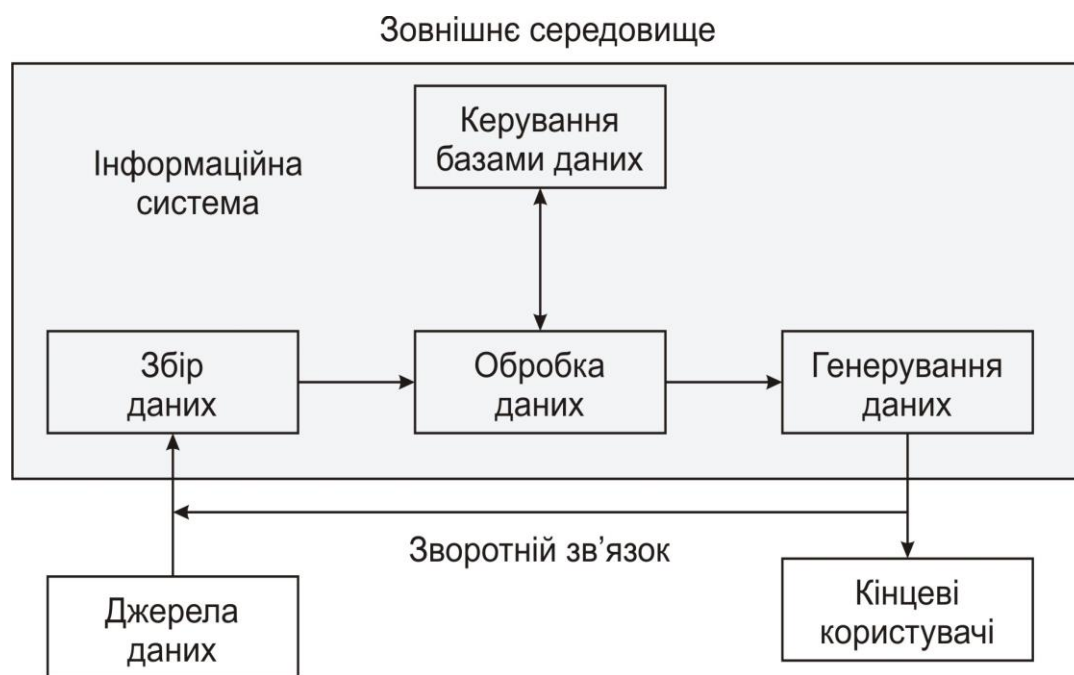 Зовнішнє середовище
Керування
базами даних
Інформаційна
система
Збір
даних
Обробка
даних
Генерування
даних
Зворотній зв’язок
Джерела
даних
Кінцеві
користувачі